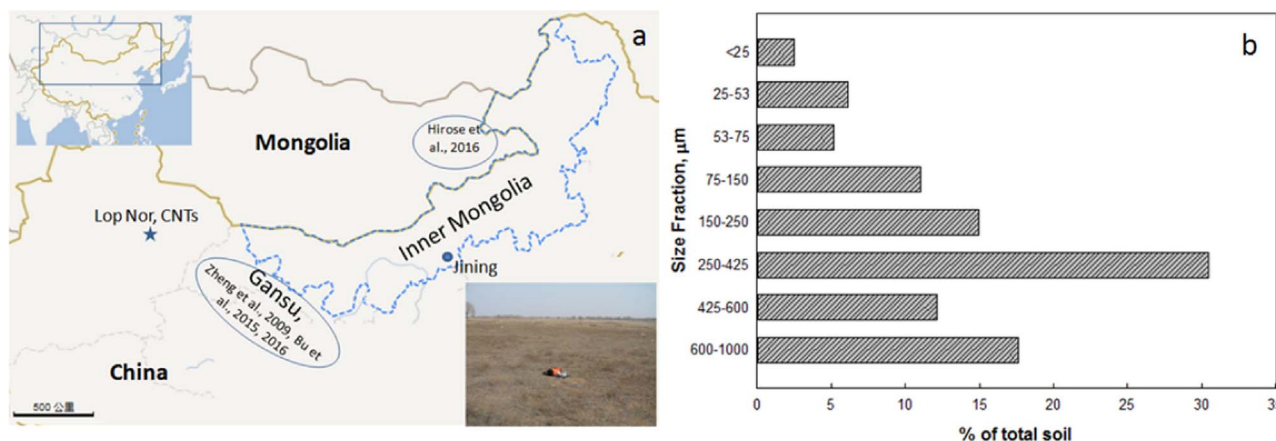 a
Mongolia
Hirose et
al., 2016
Lop Nor, CNTs
Inner Mongolia
Jining
Gansu,
Zheng et al., 2009, Bu et
al., 2015, 2016
China
500 公里
b
Size Fraction, μm
<25
25-53
53-75
75-150
150-250
250-425
425-600
600-1000
0 5 10 15 20 25 30 35
% of total soil